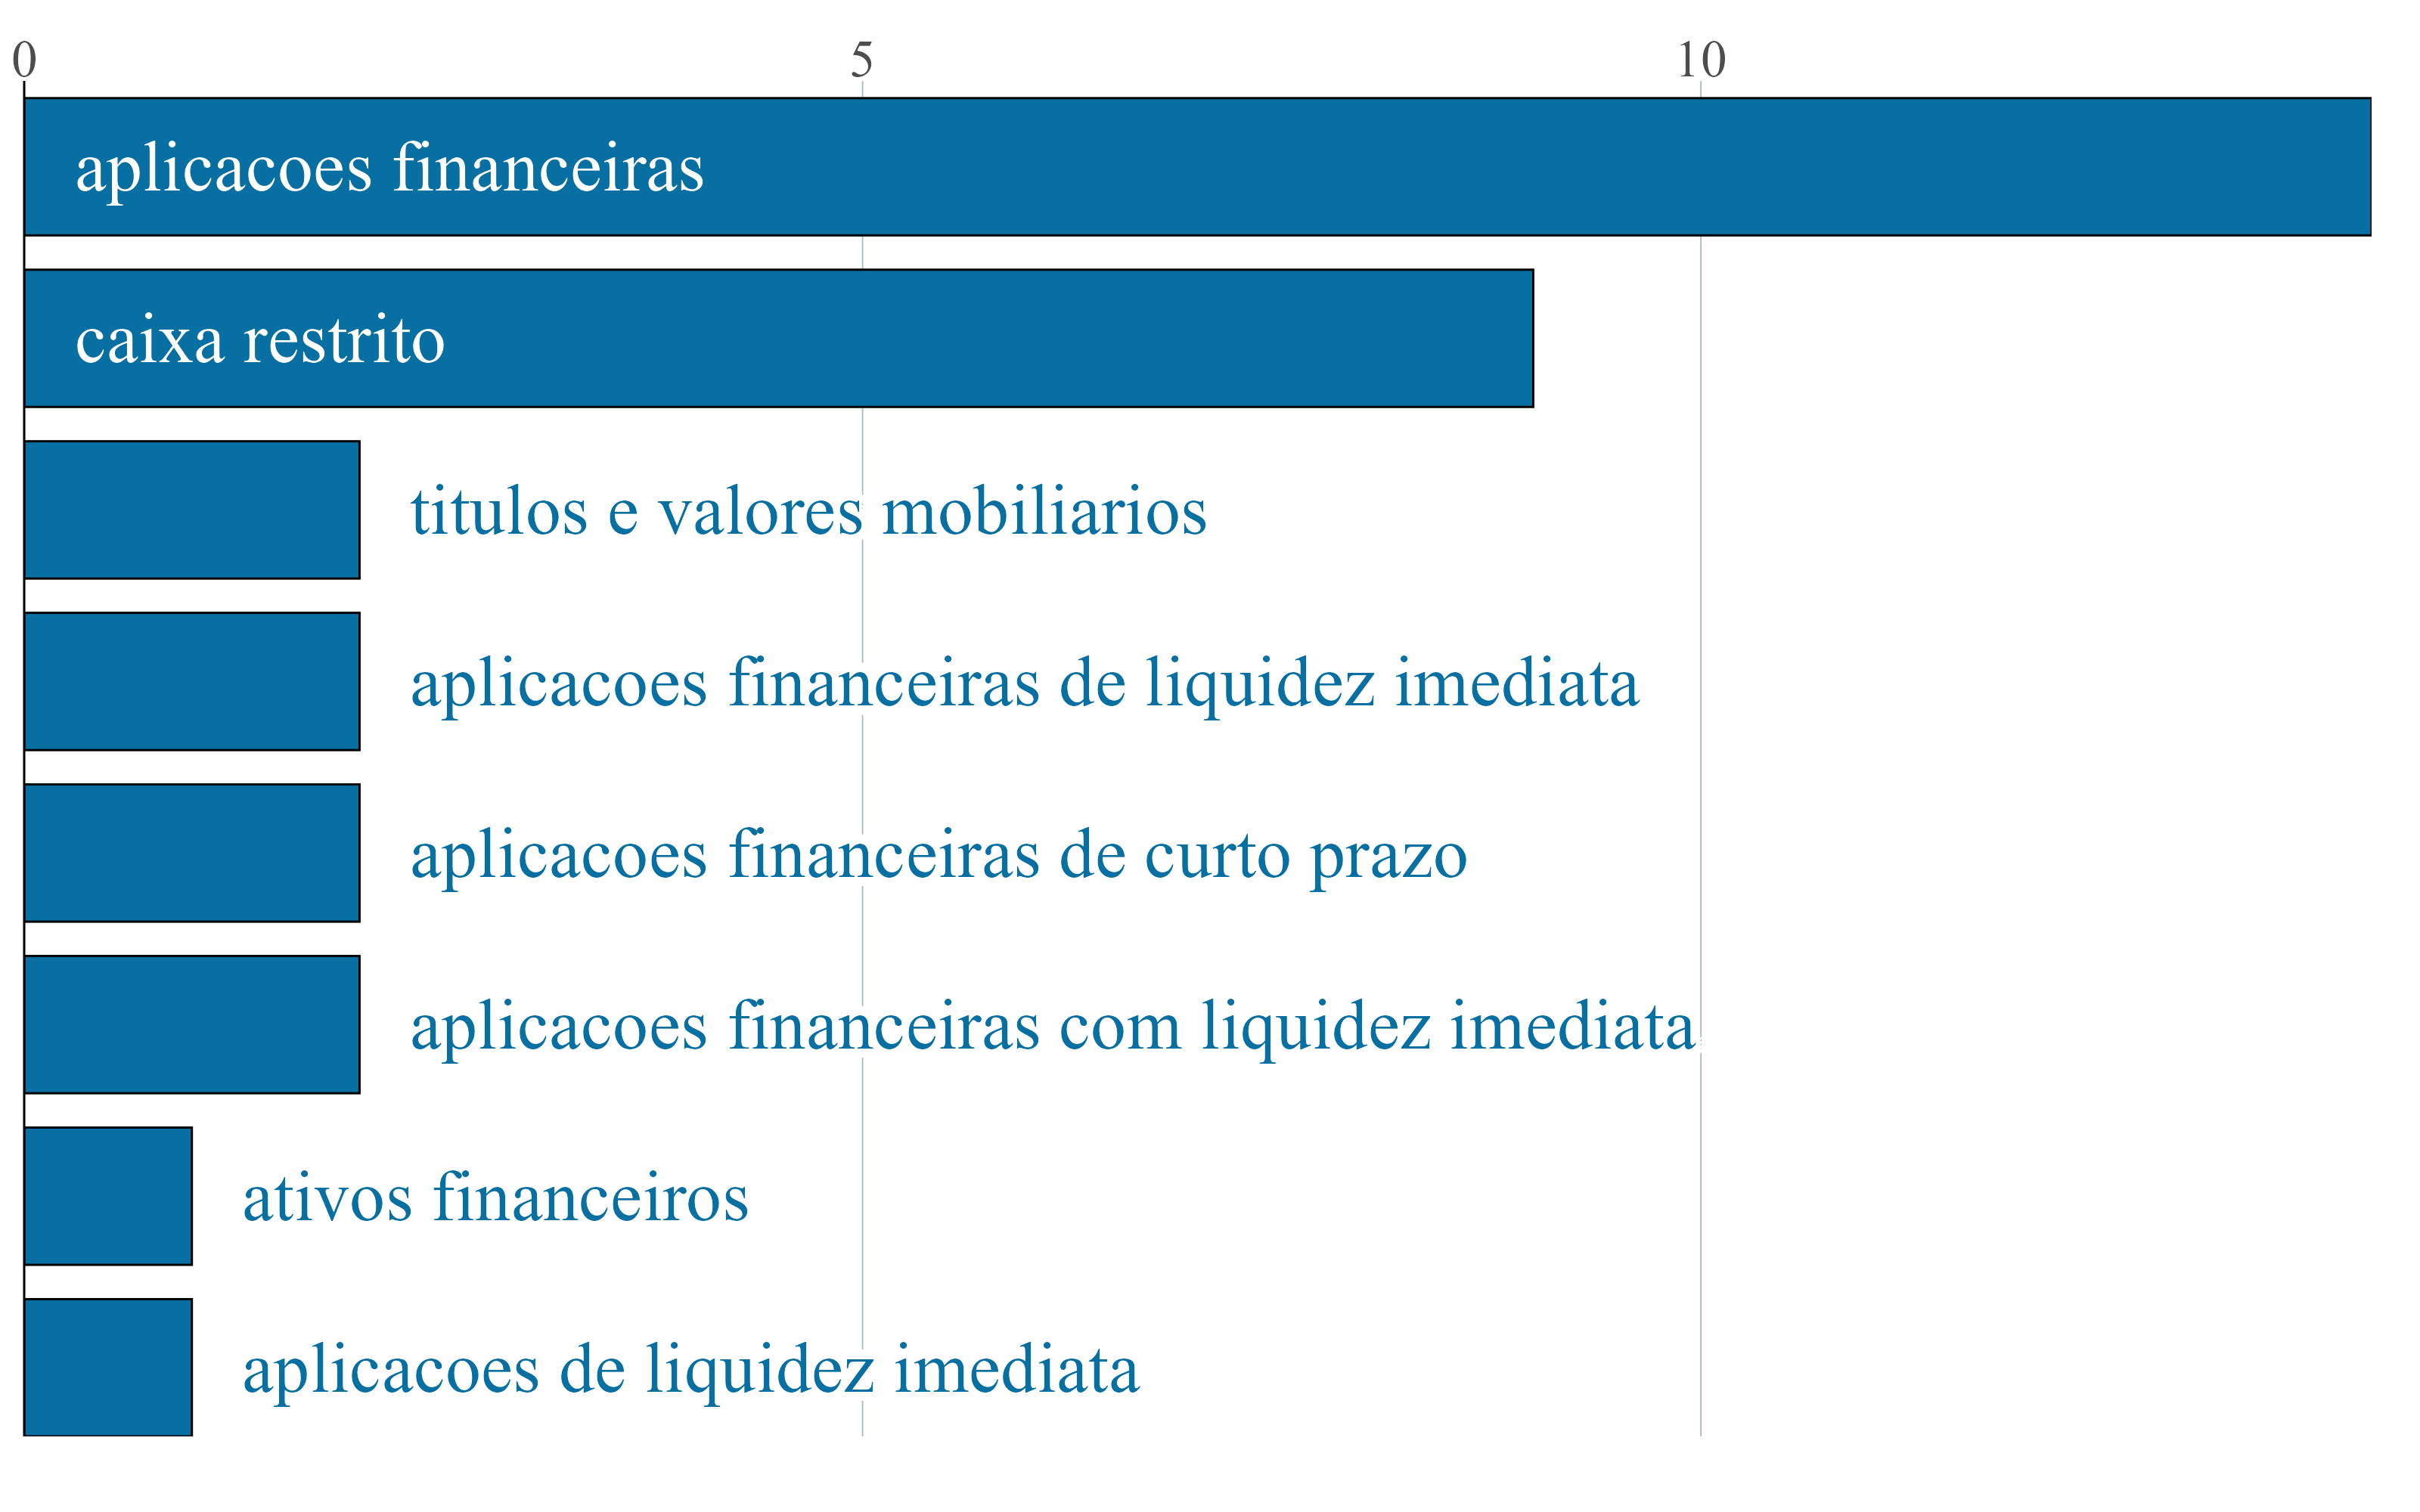 0 5 10
aplicacoes financeiras
caixa restrito
titulos e valores mobiliarios
aplicacoes financeiras de liquidez imediata
aplicacoes financeiras de curto prazo
aplicacoes financeiras com liquidez imediata
ativos financeiros
aplicacoes de liquidez imediata